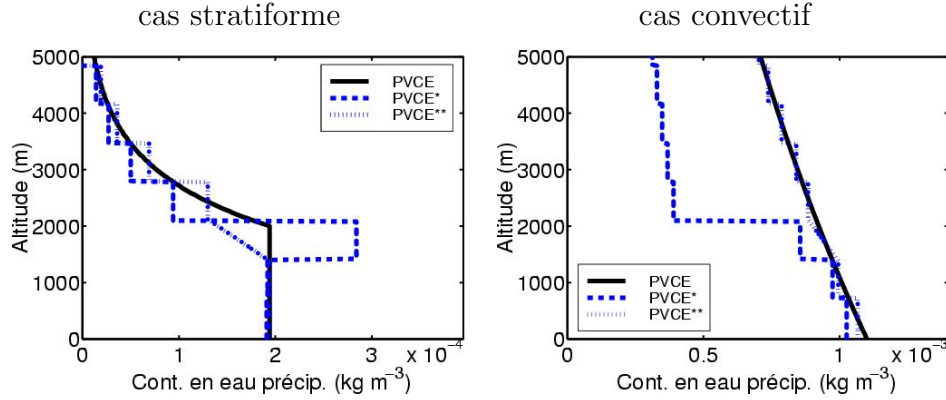 cas stratiforme
cas convectif
5000
4000
3000
2000
1000
0
Altitude (m)
PVCE
PVCE*
PVCE**
0
1
2
3
x 10⁻⁴
Cont. en eau précip. (kg m⁻³)
5000
4000
3000
2000
1000
0
Altitude (m)
PVCE
PVCE*
PVCE**
0
0.5
1
x 10⁻³
Cont. en eau précip. (kg m⁻³)